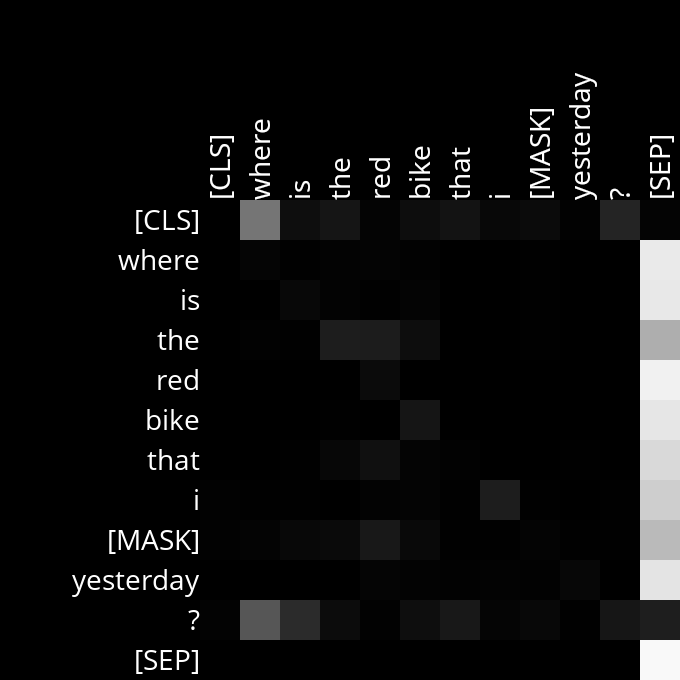 [CLS] where is the red bike that i [MASK] yesterday ? [SEP]
[CLS]
where
is
the
red
bike
that
i
[MASK]
yesterday
?
[SEP]